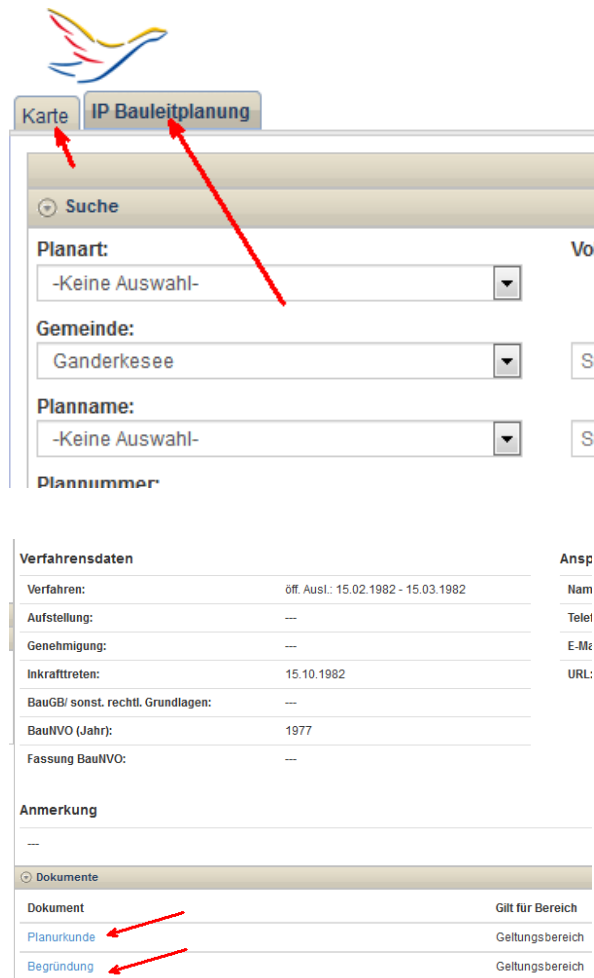 Karte IP Bauleitplanung
Suche
Planart: Vo
-Keine Auswahl-
Gemeinde:
Ganderkesee S
Planname:
-Keine Auswahl- S
Plannummer:
Verfahrensdaten Ansp
Verfahren: öff. Ausl.: 15.02.1982 - 15.03.1982 Nam
Aufstellung: --- Telef
Genehmigung: --- E-Ma
Inkrafttreten: 15.10.1982 URL:
BauGB/ sonst. rechtl. Grundlagen: ---
BauNVO (Jahr): 1977
Fassung BauNVO: ---
Anmerkung
---
Dokumente
Dokument Gilt für Bereich
Planurkunde Geltungsbereich
Begründung Geltungsbereich